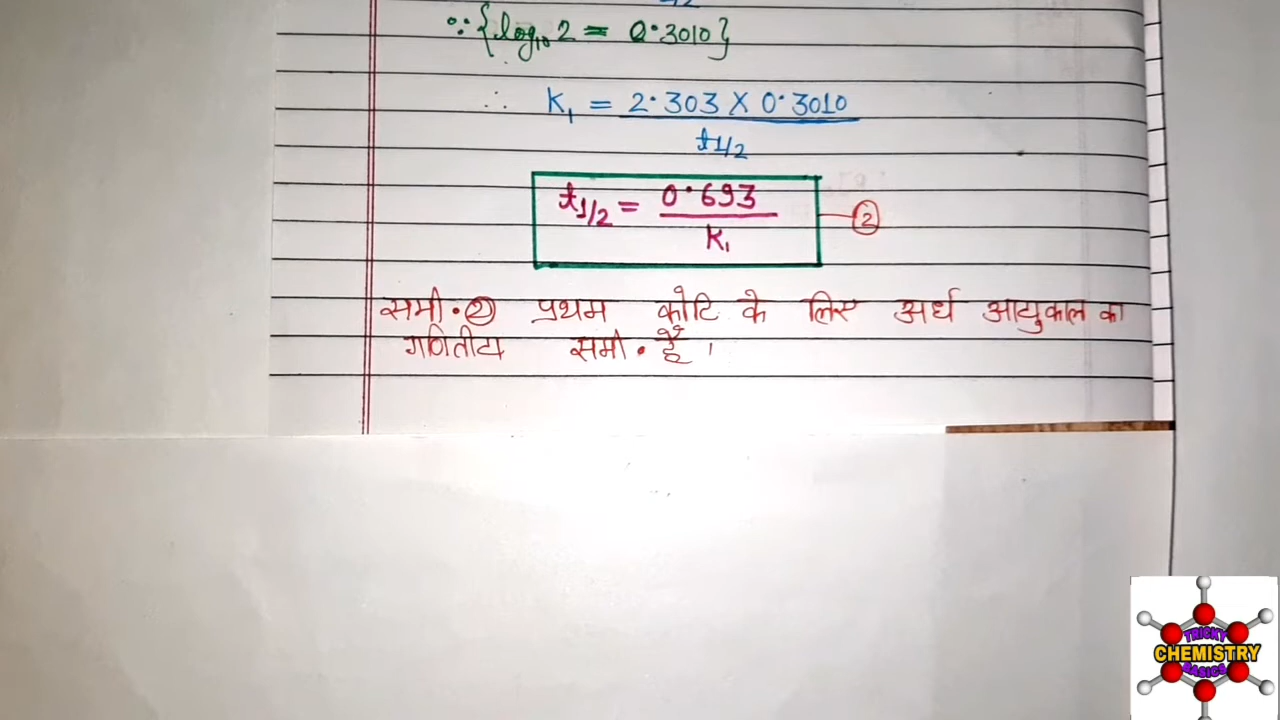 ∵ {log₁₀ 2 = 0.3010}
∴ K₁ = 2.303 X 0.3010
t1/2
t1/2 = 0.693 — ②
K₁
समी.② प्रथम कोटि के लिए अर्ध आयुकाल का
गणितीय समी. है।
TRICKY
CHEMISTRY
BASICS